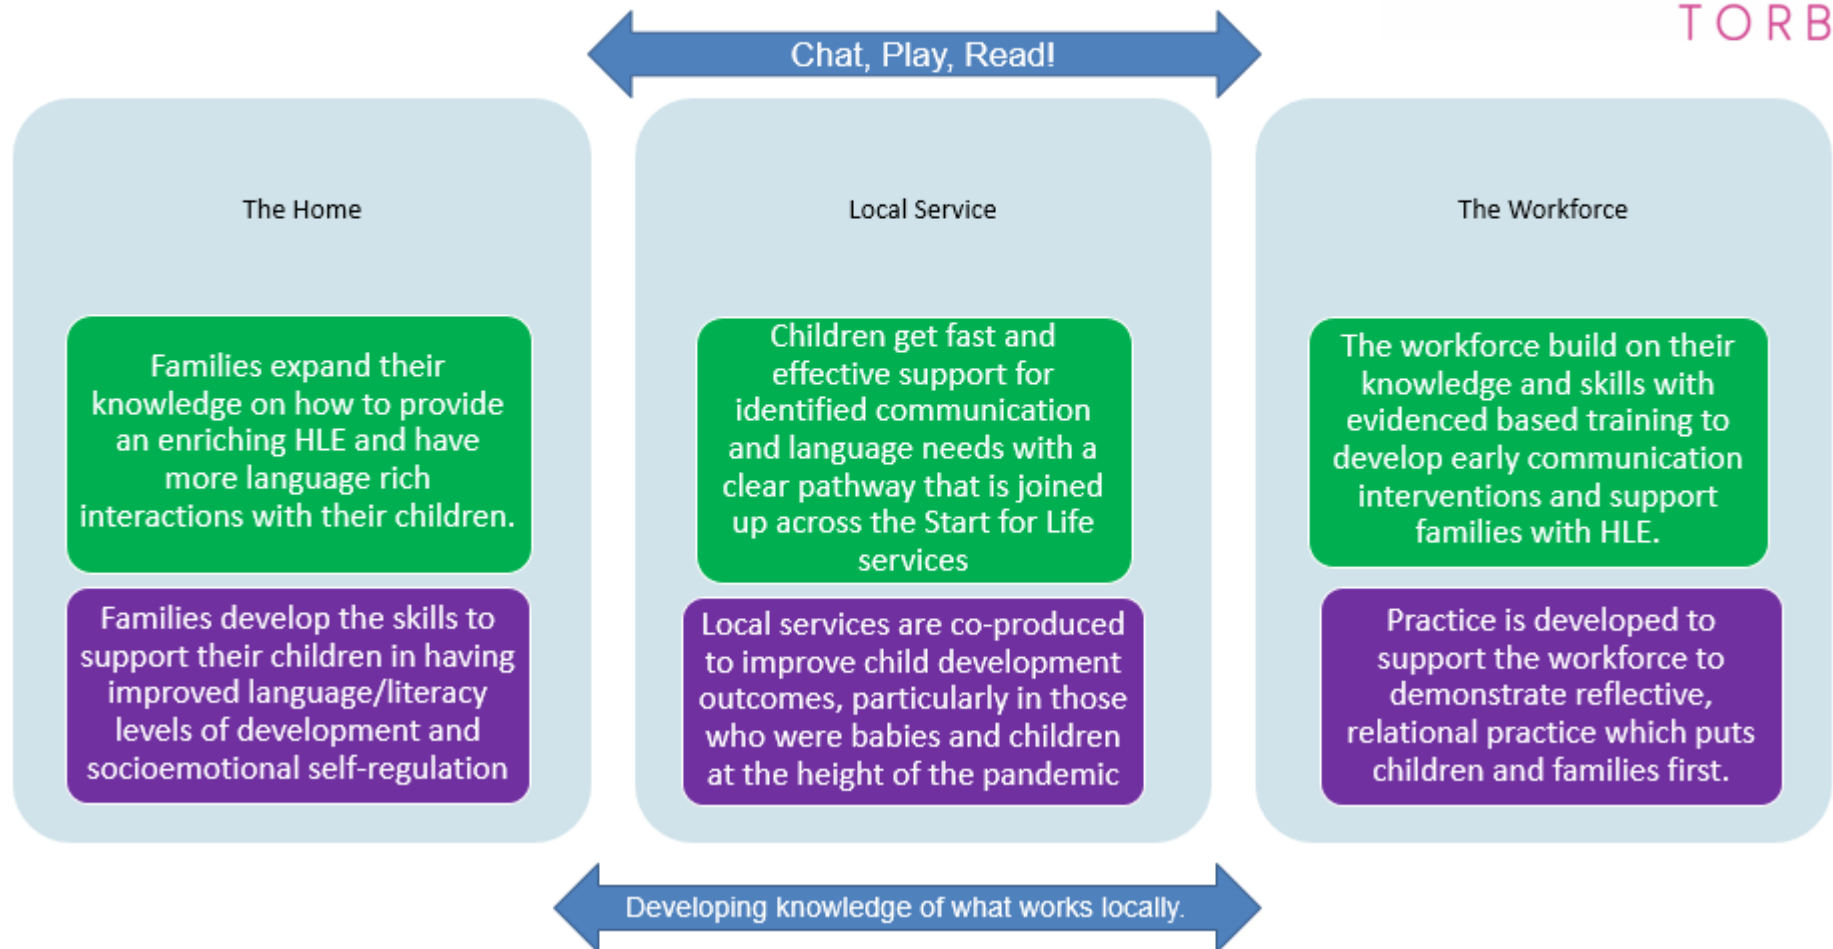 TORB
Chat, Play, Read!
The Home
Families expand their
knowledge on how to provide
an enriching HLE and have
more language rich
interactions with their children.
Families develop the skills to
support their children in having
improved language/literacy
levels of development and
socioemotional self-regulation
Local Service
Children get fast and
effective support for
identified communication
and language needs with a
clear pathway that is joined
up across the Start for Life
services
Local services are co-produced
to improve child development
outcomes, particularly in those
who were babies and children
at the height of the pandemic
The Workforce
The workforce build on their
knowledge and skills with
evidenced based training to
develop early communication
interventions and support
families with HLE.
Practice is developed to
support the workforce to
demonstrate reflective,
relational practice which puts
children and families first.
Developing knowledge of what works locally.